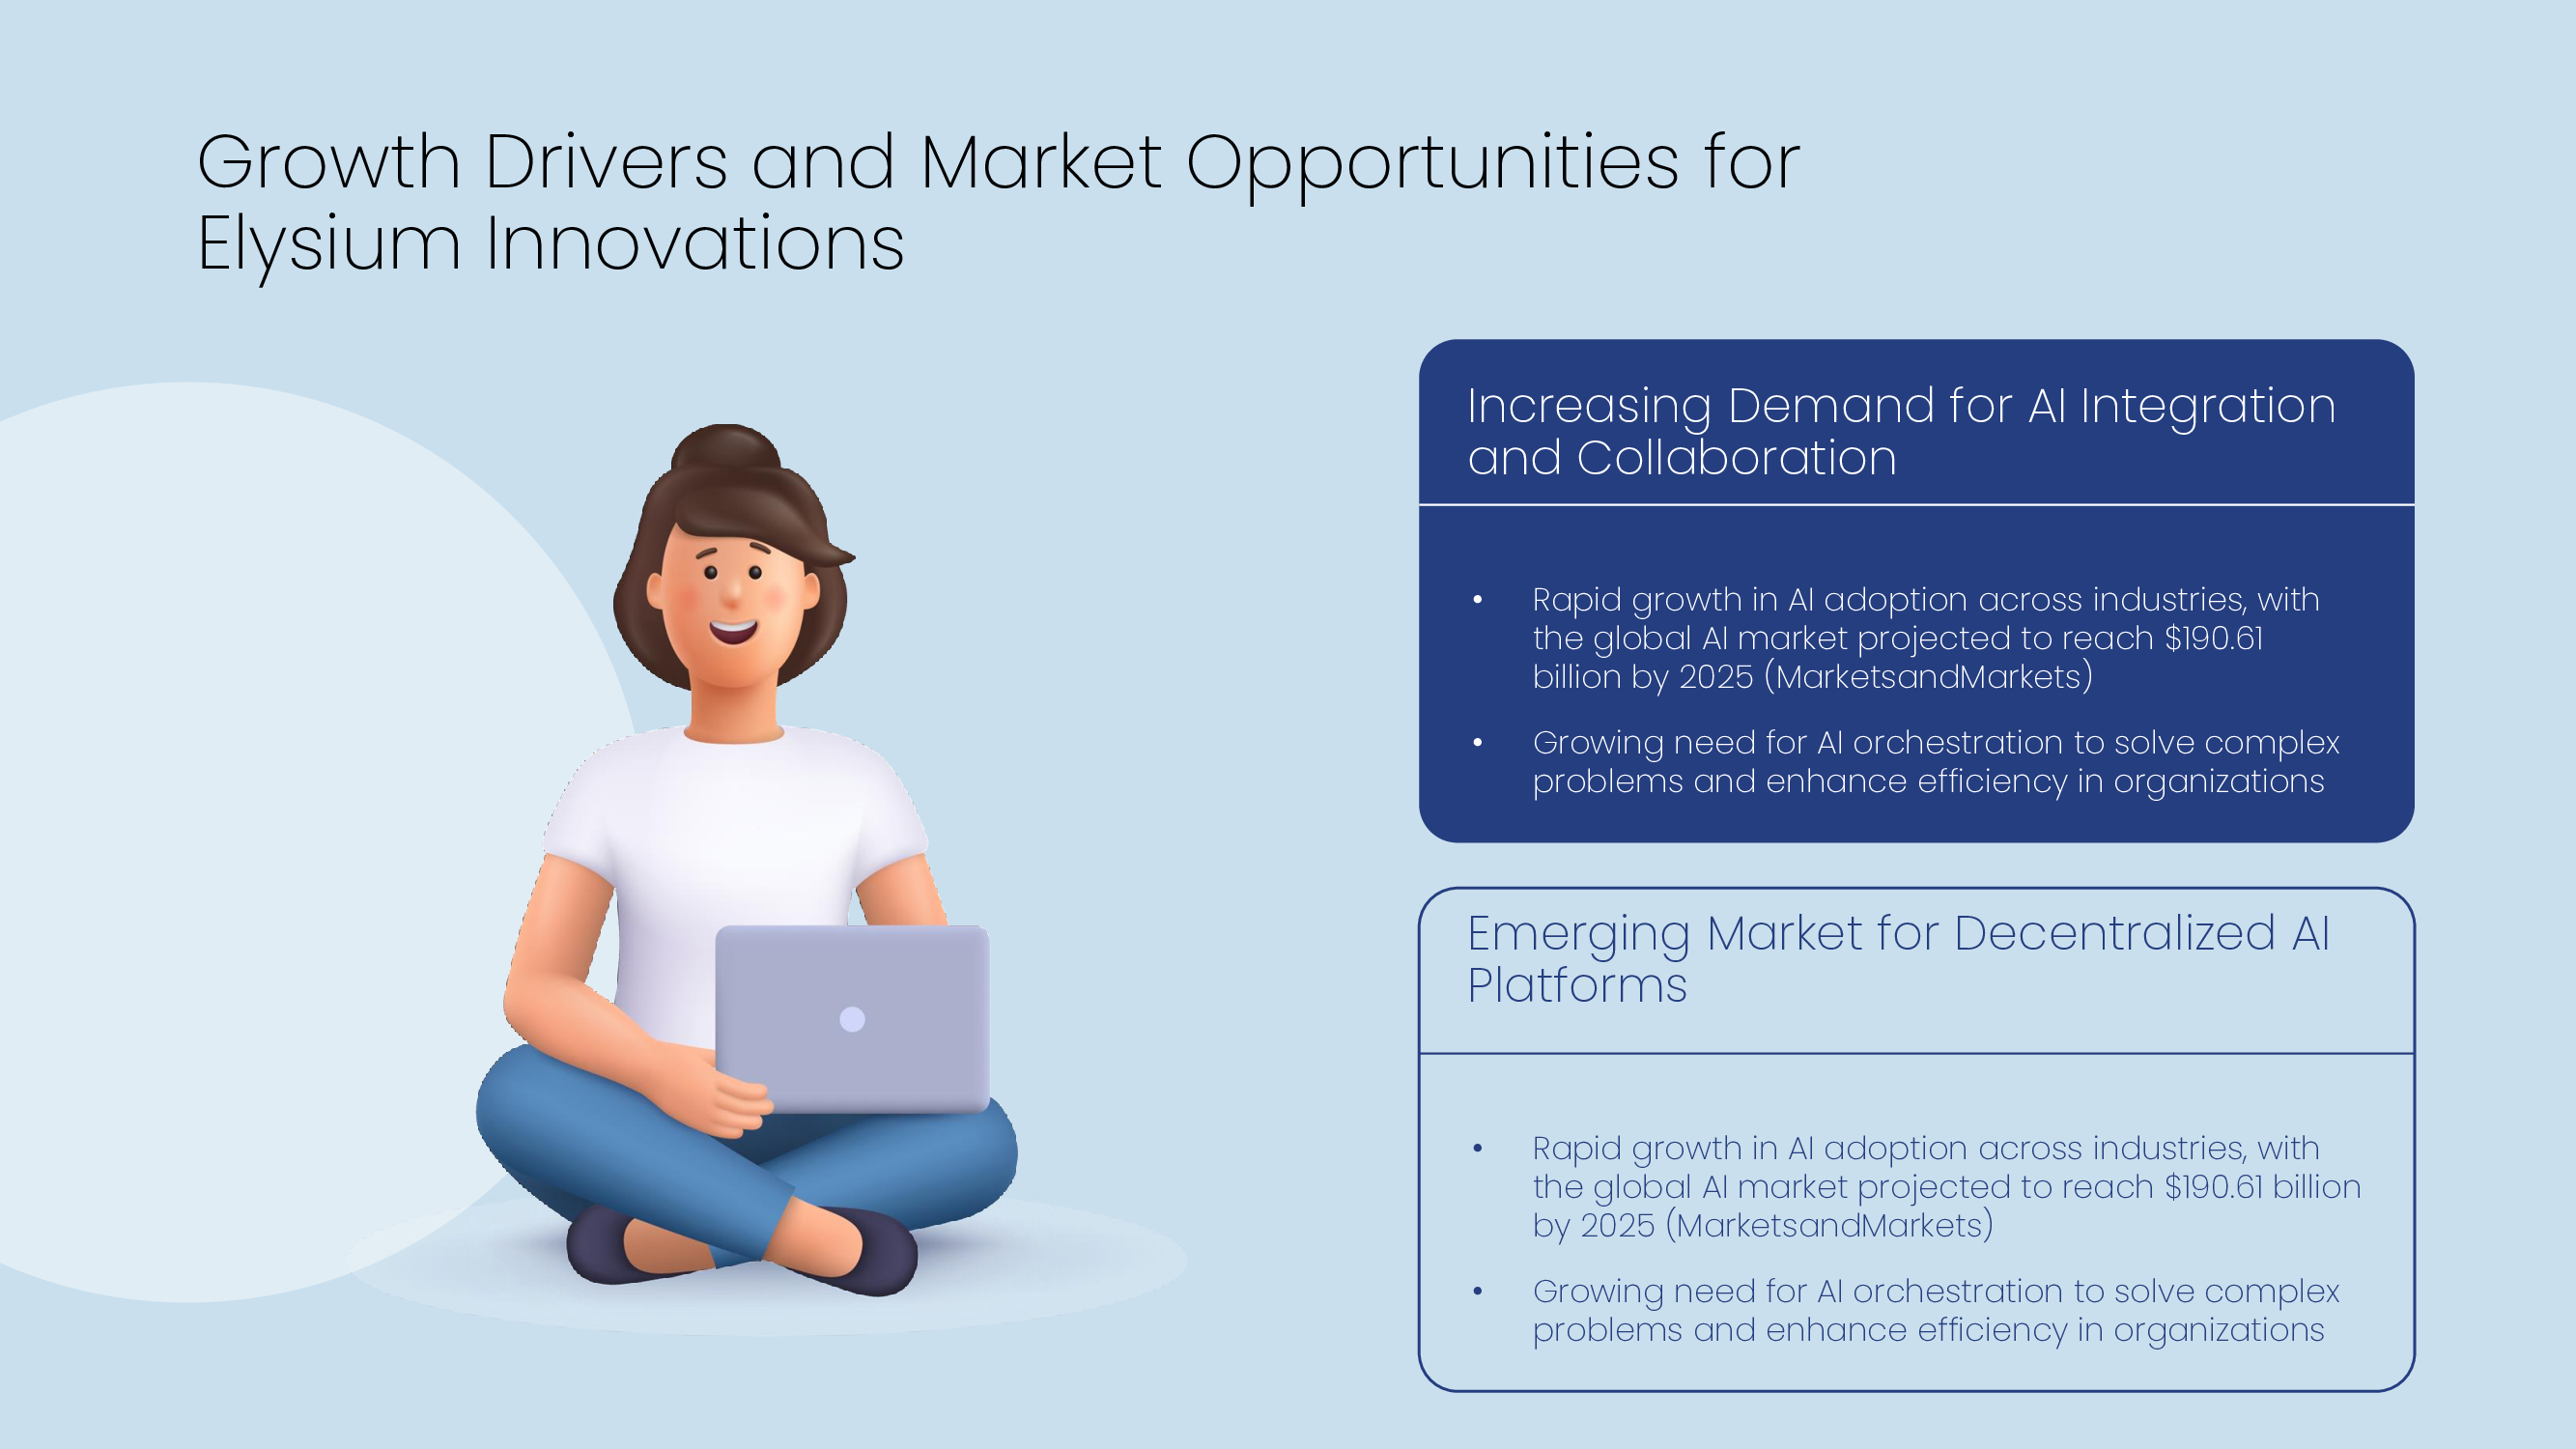 Growth Drivers and Market Opportunities for
Elysium Innovations
Increasing Demand for AI Integration
and Collaboration
• Rapid growth in AI adoption across industries, with
the global AI market projected to reach $190.61
billion by 2025 (MarketsandMarkets)
• Growing need for AI orchestration to solve complex
problems and enhance efficiency in organizations
Emerging Market for Decentralized AI
Platforms
• Rapid growth in AI adoption across industries, with
the global AI market projected to reach $190.61 billion
by 2025 (MarketsandMarkets)
• Growing need for AI orchestration to solve complex
problems and enhance efficiency in organizations